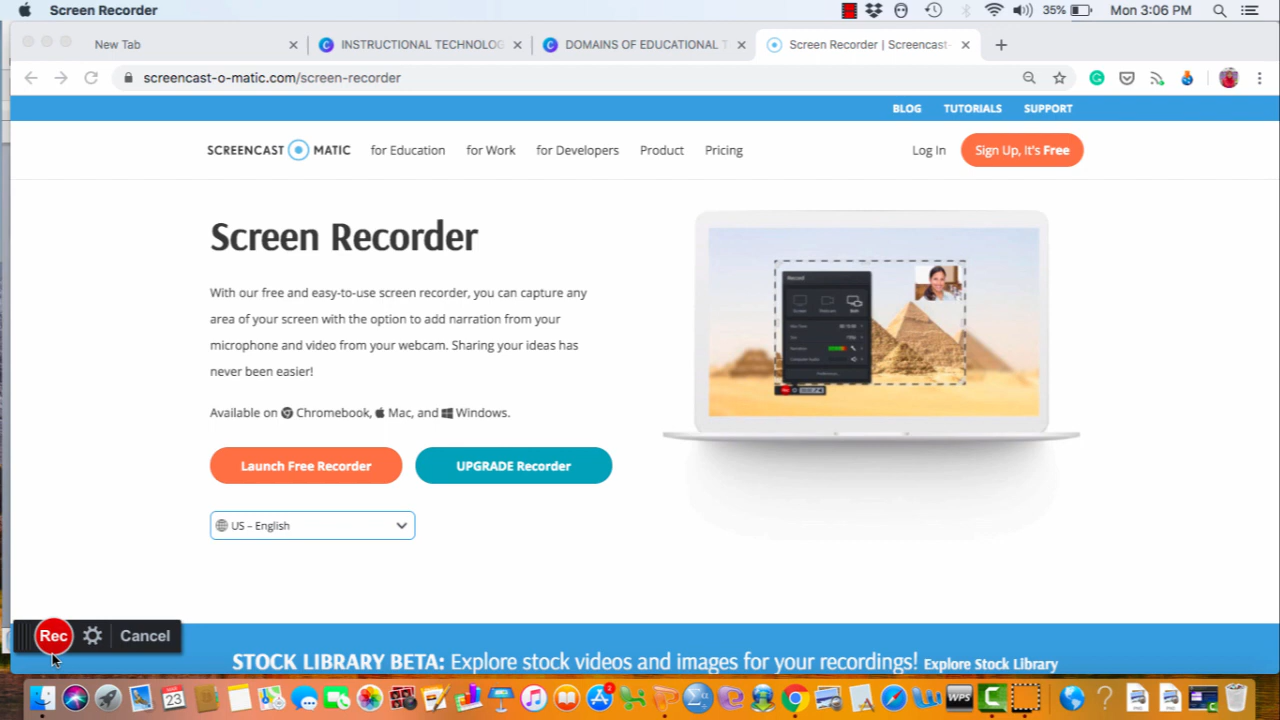 Screen Recorder
35%
Mon 3:06 PM
New Tab
INSTRUCTIONAL TECHNOLOG
DOMAINS OF EDUCATIONAL T
Screen Recorder | Screencast-
screencast-o-matic.com/screen-recorder
BLOG TUTORIALS SUPPORT
SCREENCAST MATIC
for Education for Work for Developers Product Pricing
Log In
Sign Up, It's Free
Screen Recorder
With our free and easy-to-use screen recorder, you can capture any
area of your screen with the option to add narration from your
microphone and video from your webcam. Sharing your ideas has
never been easier!
Available on Chromebook, Mac, and Windows.
Launch Free Recorder
UPGRADE Recorder
US – English
Record
Rec
Rec
Cancel
STOCK LIBRARY BETA: Explore stock videos and images for your recordings! Explore Stock Library
23
2
WPS